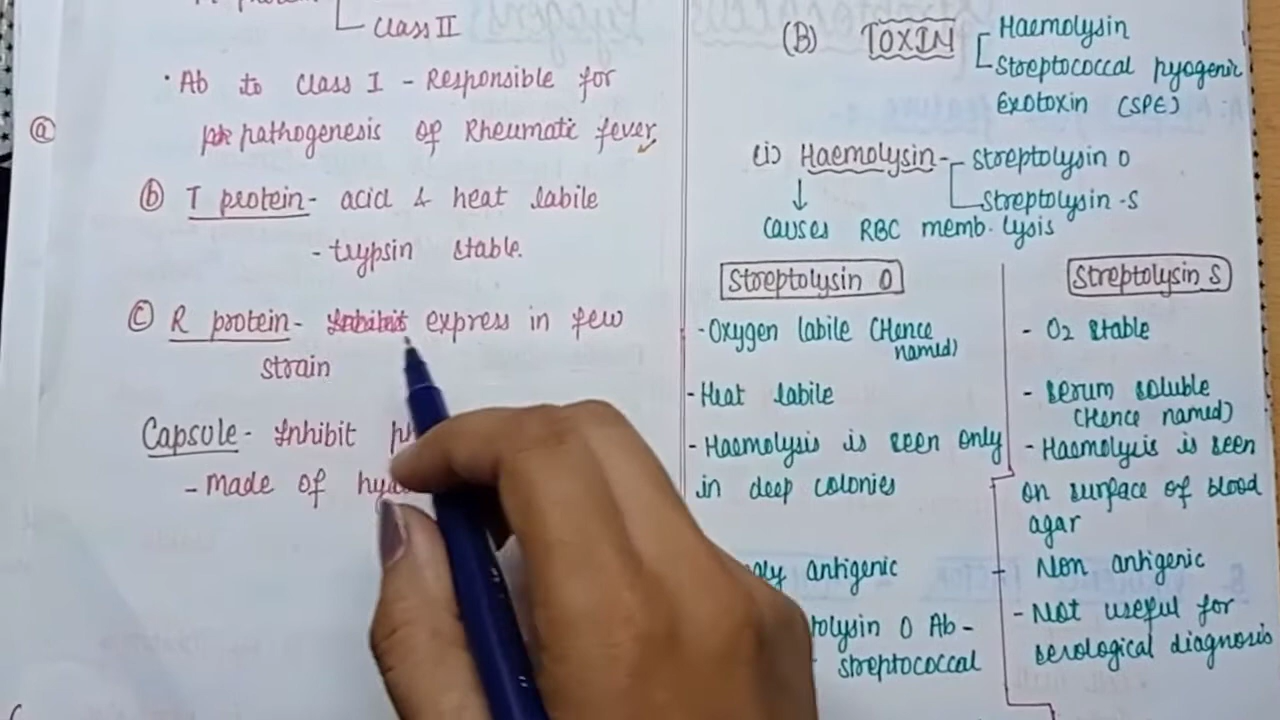 Class II
· Ab to Class I - Responsible for
pathogenesis of Rheumatic fever
ⓐ
ⓑ T protein - acid & heat labile
- trypsin stable.
ⓒ R protein - express in few
strain
Capsule - Inhibit
- made of
(B) TOXIN
Haemolysin
Streptococcal pyogenic
Exotoxin (SPE)
(i) Haemolysin - Streptolysin O
Streptolysin -S
↓
causes RBC memb. lysis
Streptolysin O
- Oxygen labile (Hence
named)
- Heat labile
- Haemolysis is seen only
in deep colonies
antigenic
O Ab -
streptococcal
Streptolysin S
- O2 stable
- Serum soluble
(Hence named)
- Haemolysis is seen
on surface of blood
agar
- Non antigenic
- Not useful for
serological diagnosis